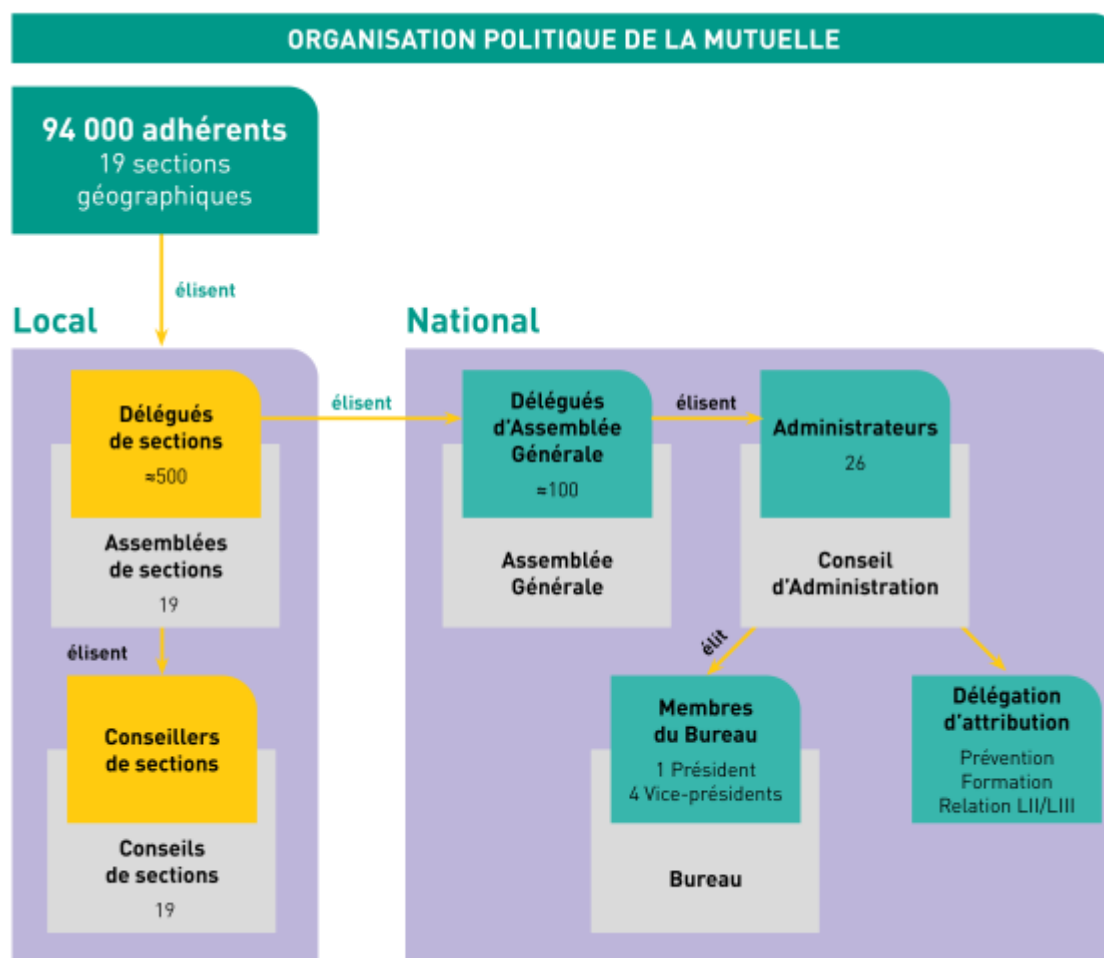 ORGANISATION POLITIQUE DE LA MUTUELLE
94 000 adhérents
19 sections
géographiques
élisent
Local
Délégués
de sections
≈500
Assemblées
de sections
19
élisent
Conseillers
de sections
Conseils
de sections
19
élisent
National
Délégués
d'Assemblée
Générale
≈100
Assemblée
Générale
élisent
Administrateurs
26
Conseil
d'Administration
élit
Membres
du Bureau
1 Président
4 Vice-présidents
Bureau
Délégation
d'attribution
Prévention
Formation
Relation LII/LIII